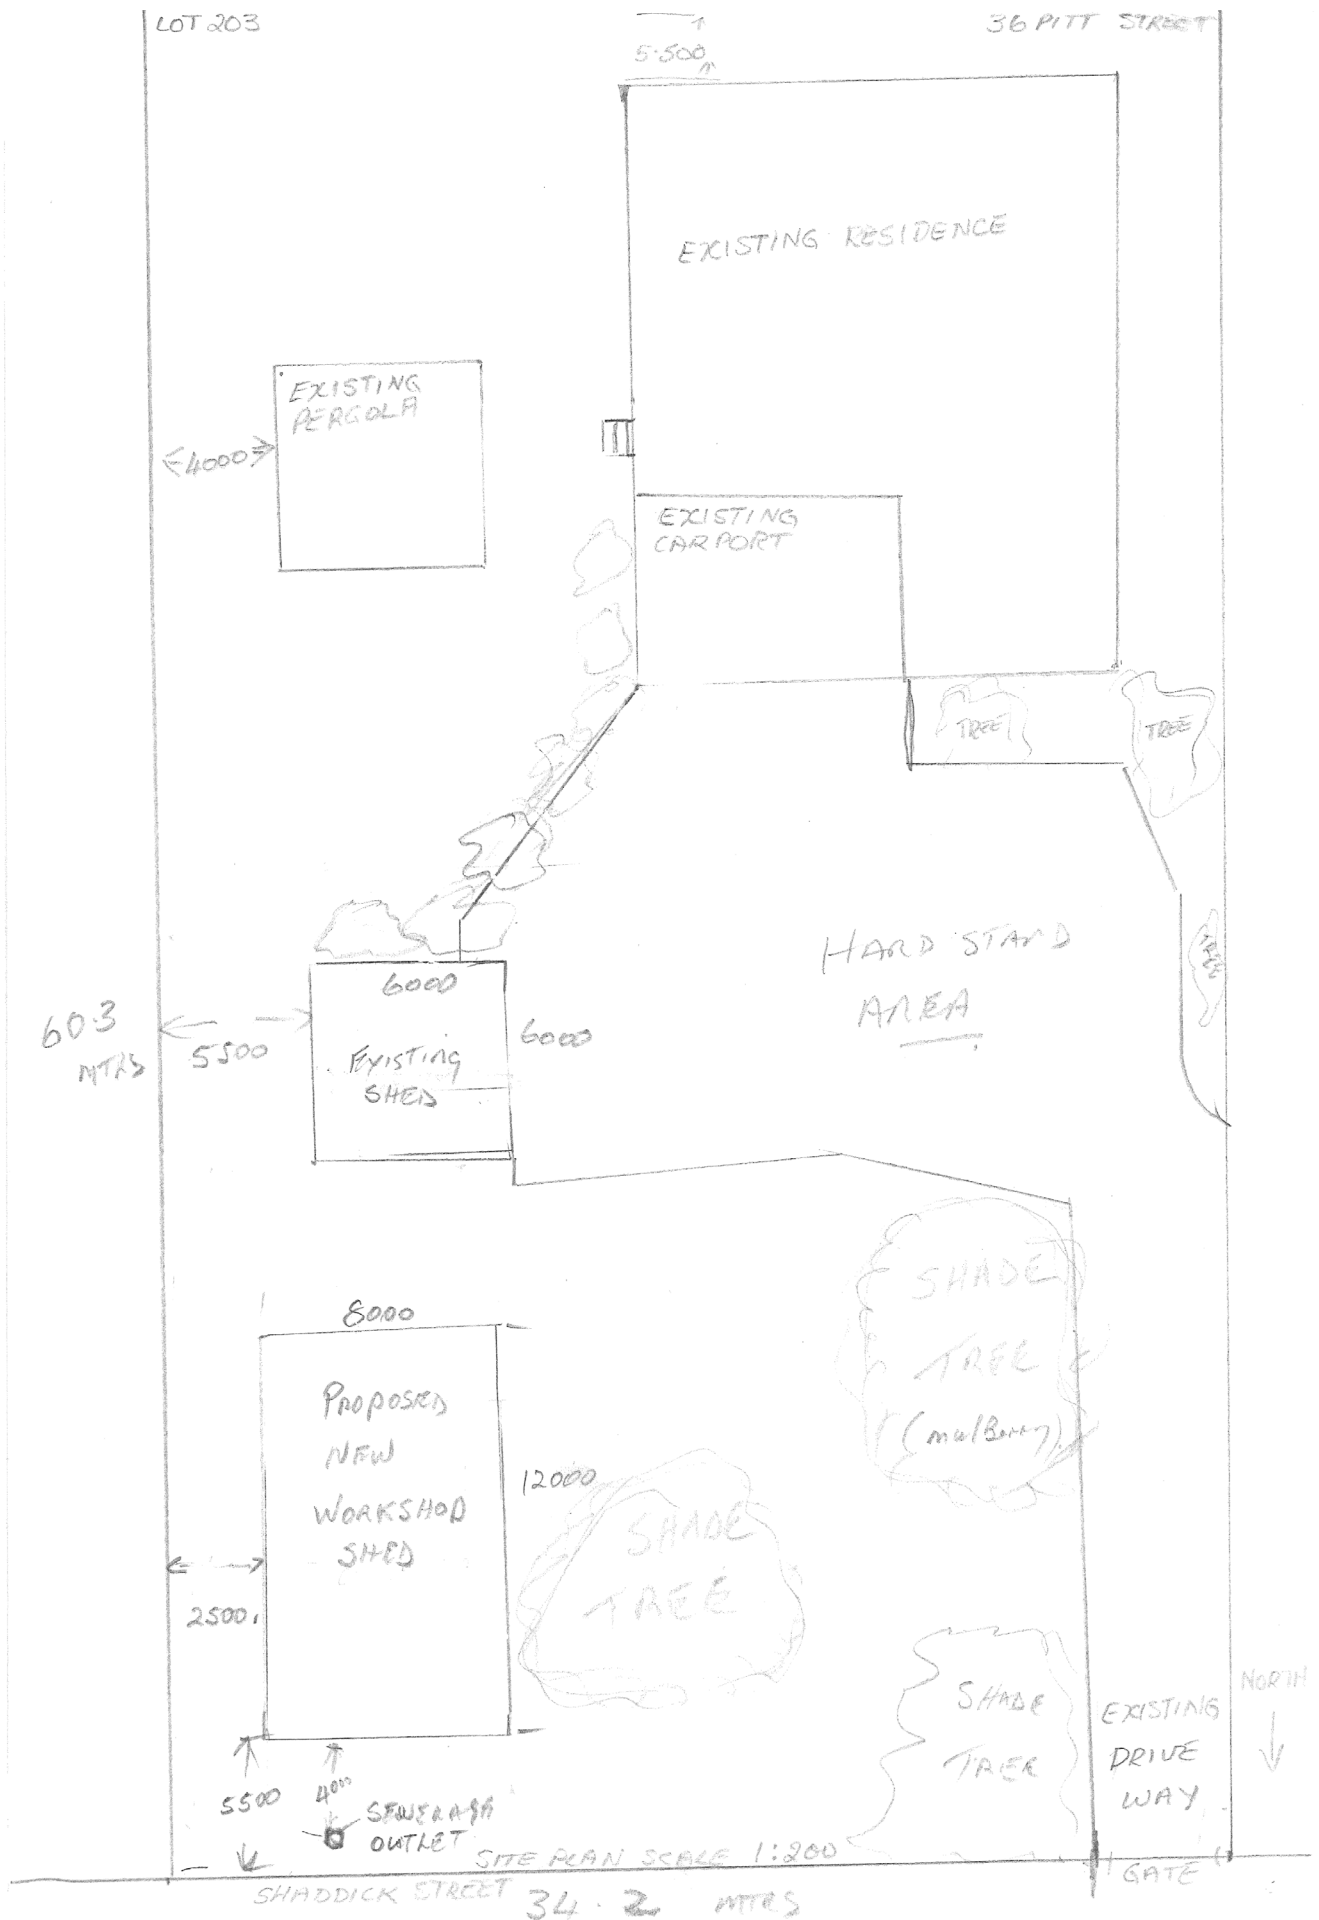 LOT 203
36 PITT STREET
5.500
EXISTING RESIDENCE
EXISTING
PERGOLA
4000
EXISTING
CARPORT
TREE
TREE
HARD STAND
AREA
TREE
6000
6000
60.3
MTRS
5500
EXISTING
SHED
SHADE
TREE
(mulBerry)
8000
PROPOSED
NEW
WORKSHOP
SHED
12000
SHADE
TREE
2500
SHADE
TREE
NORTH
EXISTING
DRIVE
WAY
5500
4000
SEWERAGE
OUTLET
SITE PLAN SCALE 1:200
GATE
SHADDICK STREET
34.2 MTRS